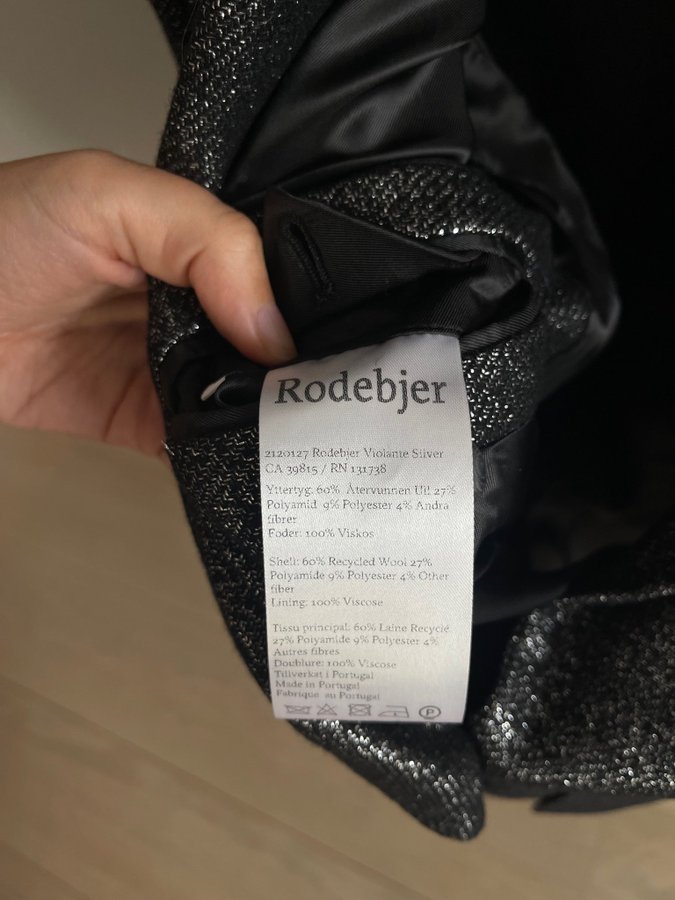 Rodebjer
2120127 Rodebjer Violante Silver
CA 39815 / RN 131738
Yttertyg: 60% Återvunnen Ull 27%
Polyamid 9% Polyester 4% Andra
fibrer
Foder: 100% Viskos
Shell: 60% Recycled Wool 27%
Polyamide 9% Polyester 4% Other
fiber
Lining: 100% Viscose
Tissu principal: 60% Laine Recyclé
27% Polyamide 9% Polyester 4%
Autres fibres
Doublure: 100% Viscose
Tillverkat i Portugal
Made in Portugal
Fabrique au Portugal
P